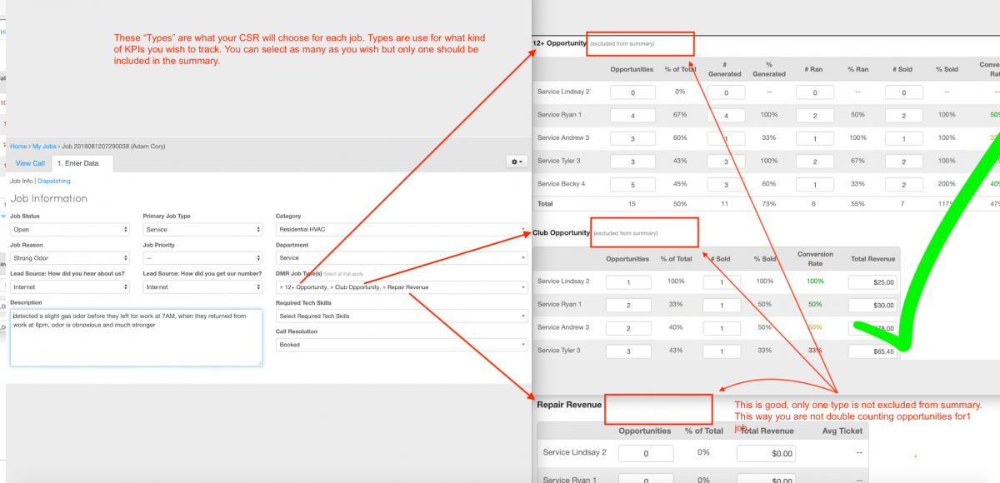 These “Types” are what your CSR will choose for each job. Types are use for what kind
of KPIs you wish to track. You can select as many as you wish but only one should be
included in the summary.
Home › My Jobs › Job 2019081207290038 (Adam Cory)
View Call 1. Enter Data
Job Info | Dispatching
Job Information
Job Status Primary Job Type Category
Open Service Residential HVAC
Job Reason Job Priority Department
Strong Odor -- Service
Lead Source: How did you hear about us? Lead Source: How did you get our number? DMR Job Type(s) Select all that apply.
Internet Internet × 12+ Opportunity, × Club Opportunity, × Repair Revenue
Description Required Tech Skills
detected a slight gas odor before they left for work at 7AM, when they returned from
work at 6pm, odor is obnoxious and much stronger
Select Required Tech Skills
Call Resolution
Booked
12+ Opportunity (excluded from summary)
Opportunities % of Total # Generated % Generated # Ran % Ran # Sold % Sold
Service Lindsay 2 0 0% 0 -- 0 -- 0 --
Service Ryan 1 4 67% 4 100% 2 50% 2 100% 50%
Service Andrew 3 3 60% 1 33% 1 100% 1 100%
Service Tyler 3 3 43% 3 100% 2 67% 2 100%
Service Becky 4 5 45% 3 60% 1 33% 2 200%
Total 15 50% 11 73% 6 55% 7 117%
Club Opportunity (excluded from summary)
Opportunities % of Total # Sold % Sold Conversion Rate Total Revenue
Service Lindsay 2 1 100% 1 100% 100% $25.00
Service Ryan 1 2 33% 1 50% 50% $30.00
Service Andrew 3 2 40% 1 50% 50%
Service Tyler 3 3 43% 1 33% 33% $65.45
Repair Revenue
This is good, only one type is not excluded from summary.
This way you are not double counting opportunities for1
job.
Opportunities % of Total Total Revenue Avg Ticket
Service Lindsay 2 0 0% $0.00 --
Service Ryan 1 0 0% $0.00 --